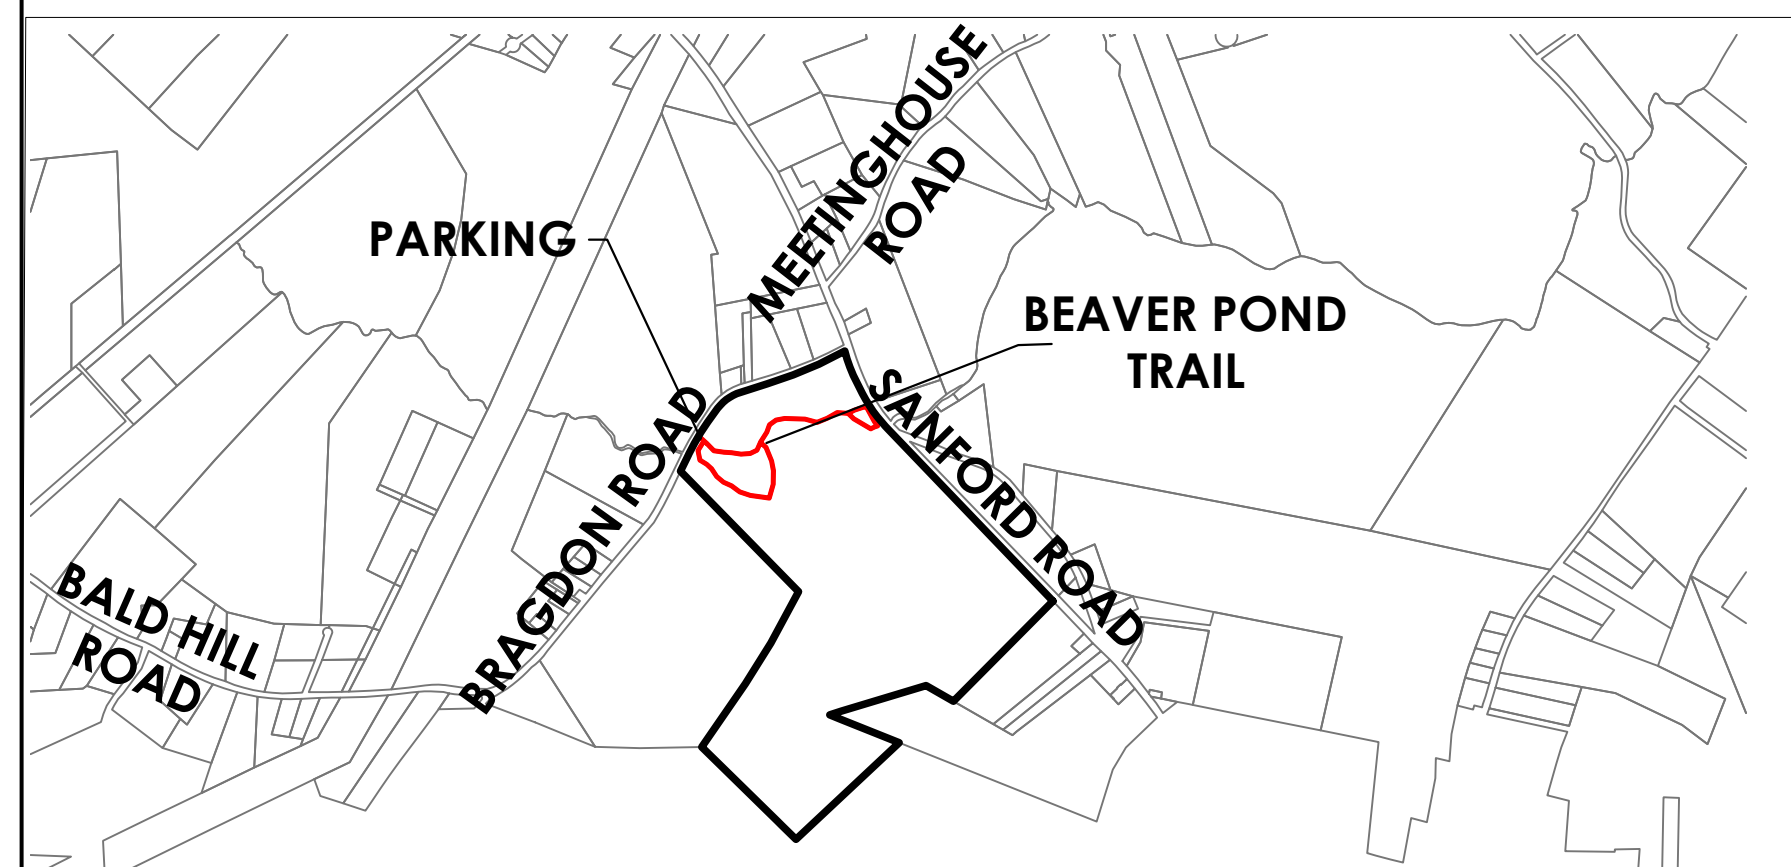 MEETINGHOUSE
ROAD
PARKING
BEAVER POND
TRAIL
SANFORD ROAD
BRAGDON ROAD
BALD HILL
ROAD